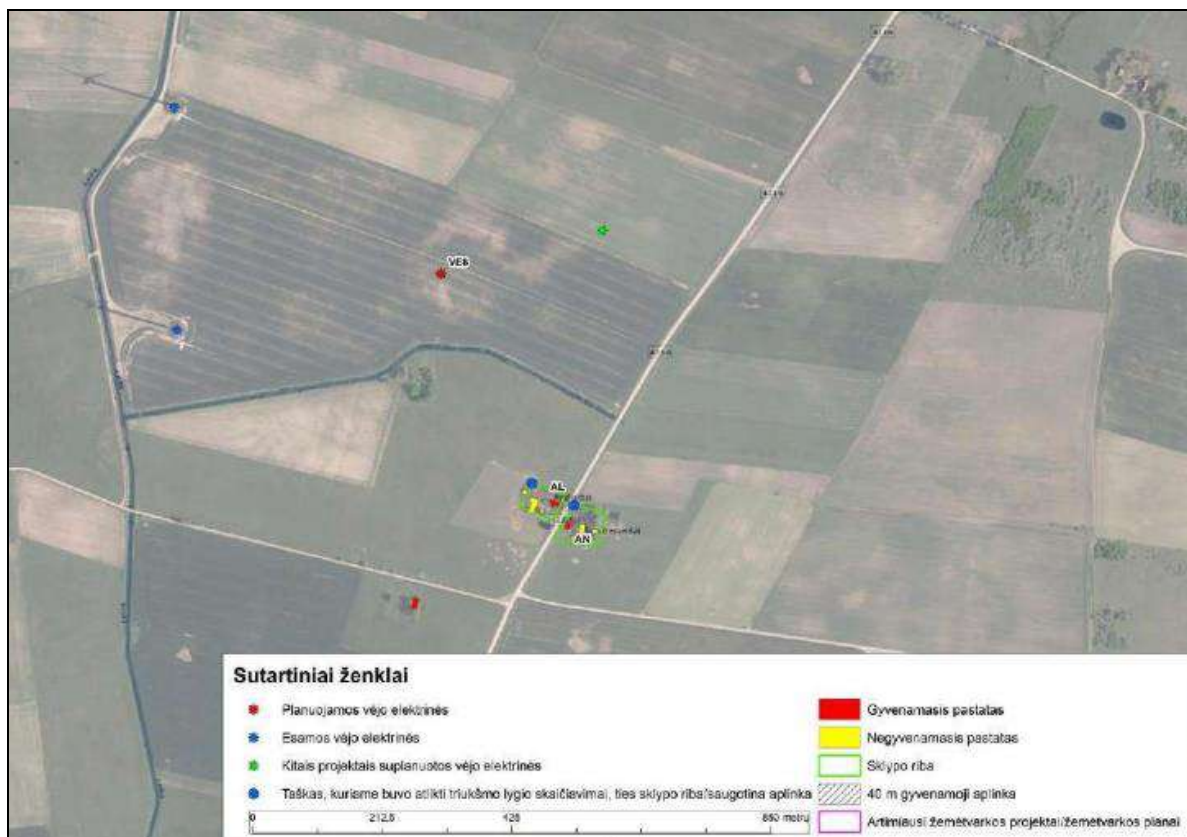 VE6
AL
AN
Sutartiniai ženklai
Planuojamos vėjo elektrinės
Esamos vėjo elektrinės
Kitais projektais suplanuotos vėjo elektrinės
Taškas, kuriame buvo atlikti triukšmo lygio skaičiavimai, ties sklypo riba/saugotina aplinka
0
212,5
425
850 metrų
Gyvenamasis pastatas
Negyvenamasis pastatas
Sklypo riba
40 m gyvenamoji aplinka
Artimiausi žemėtvarkos projektai/žemėtvarkos planai